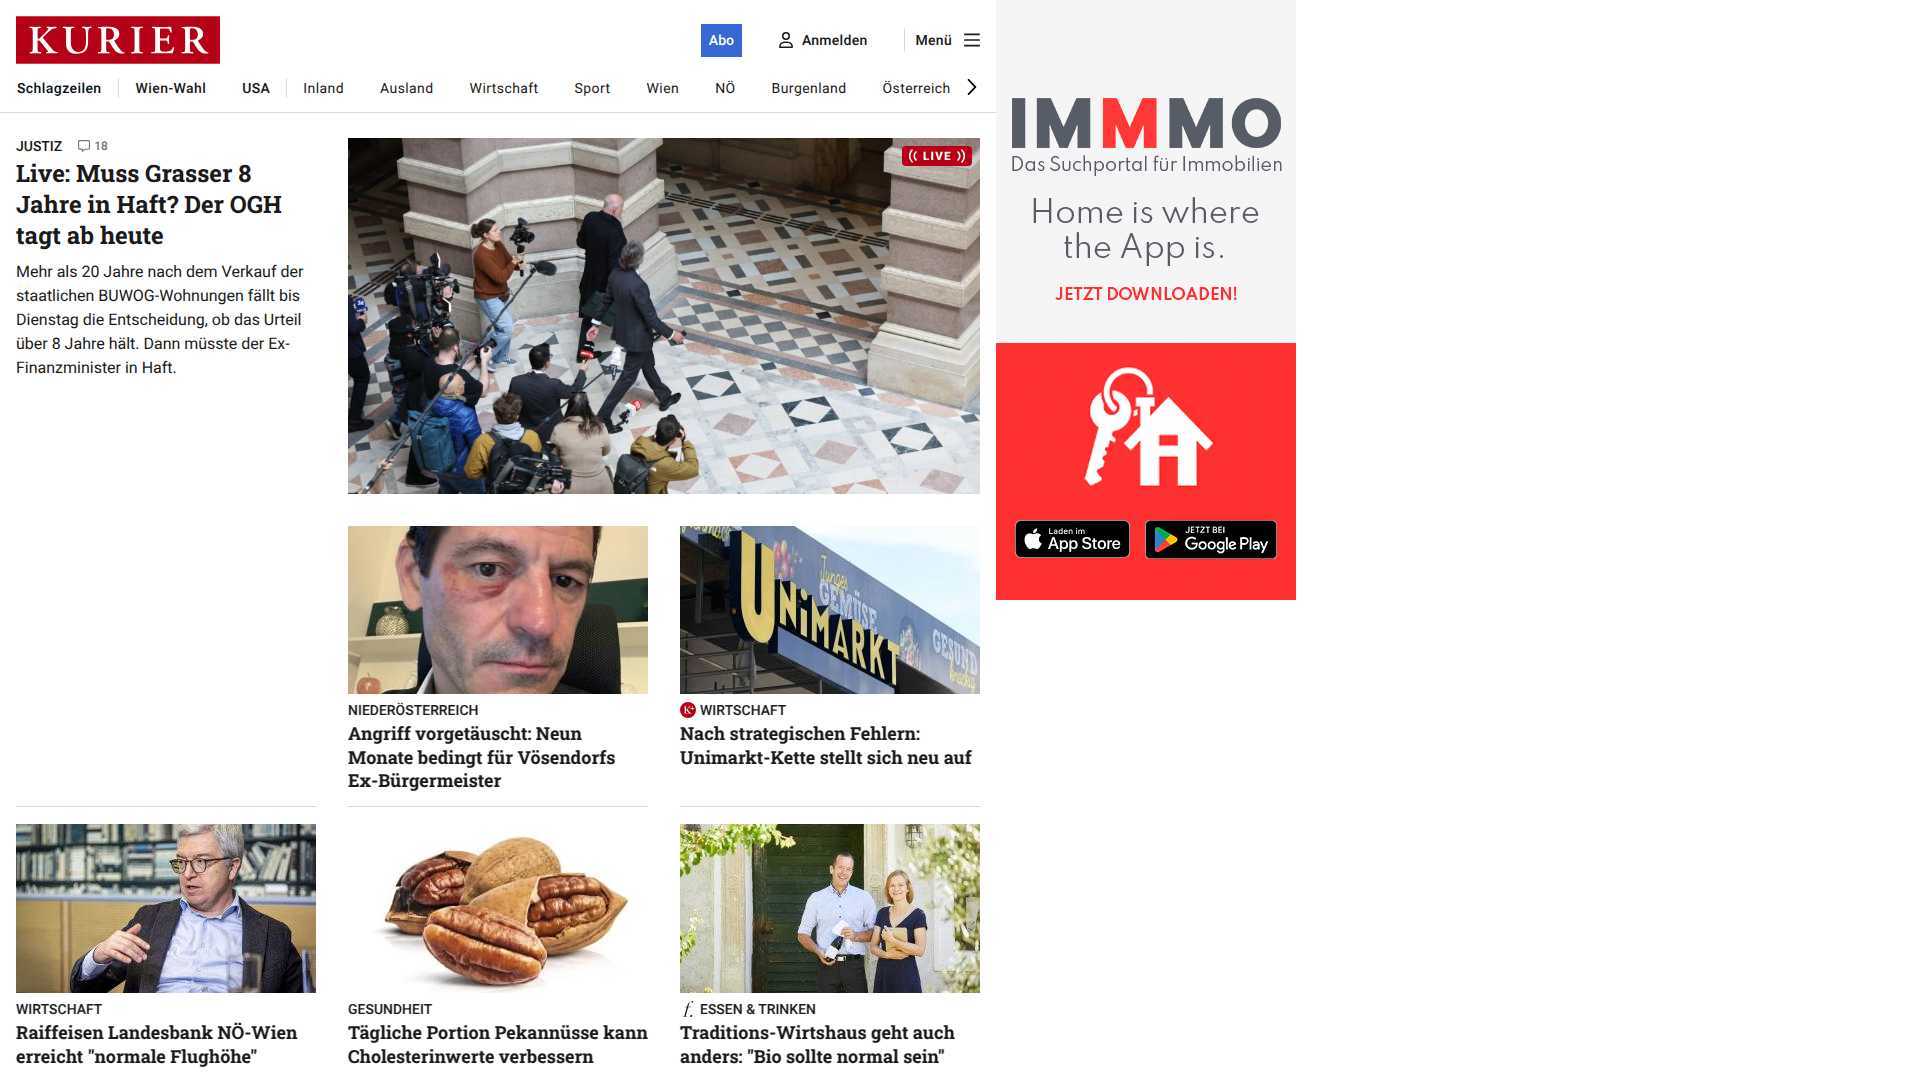 KURIER
Abo
Anmelden
Menü
Schlagzeilen
Wien-Wahl
USA
Inland
Ausland
Wirtschaft
Sport
Wien
NÖ
Burgenland
Österreich
JUSTIZ 18
Live: Muss Grasser 8
Jahre in Haft? Der OGH
tagt ab heute
Mehr als 20 Jahre nach dem Verkauf der
staatlichen BUWOG-Wohnungen fällt bis
Dienstag die Entscheidung, ob das Urteil
über 8 Jahre hält. Dann müsste der Ex-
Finanzminister in Haft.
LIVE
NIEDERÖSTERREICH
Angriff vorgetäuscht: Neun
Monate bedingt für Vösendorfs
Ex-Bürgermeister
Junges
GEMÜSE
UNIMARKT
GESUND
knackig
K+ WIRTSCHAFT
Nach strategischen Fehlern:
Unimarkt-Kette stellt sich neu auf
WIRTSCHAFT
Raiffeisen Landesbank NÖ-Wien
erreicht "normale Flughöhe"
GESUNDHEIT
Tägliche Portion Pekannüsse kann
Cholesterinwerte verbessern
f. ESSEN & TRINKEN
Traditions-Wirtshaus geht auch
anders: "Bio sollte normal sein"
IMMMO
Das Suchportal für Immobilien
Home is where
the App is.
JETZT DOWNLOADEN!
Laden im
App Store
JETZT BEI
Google Play